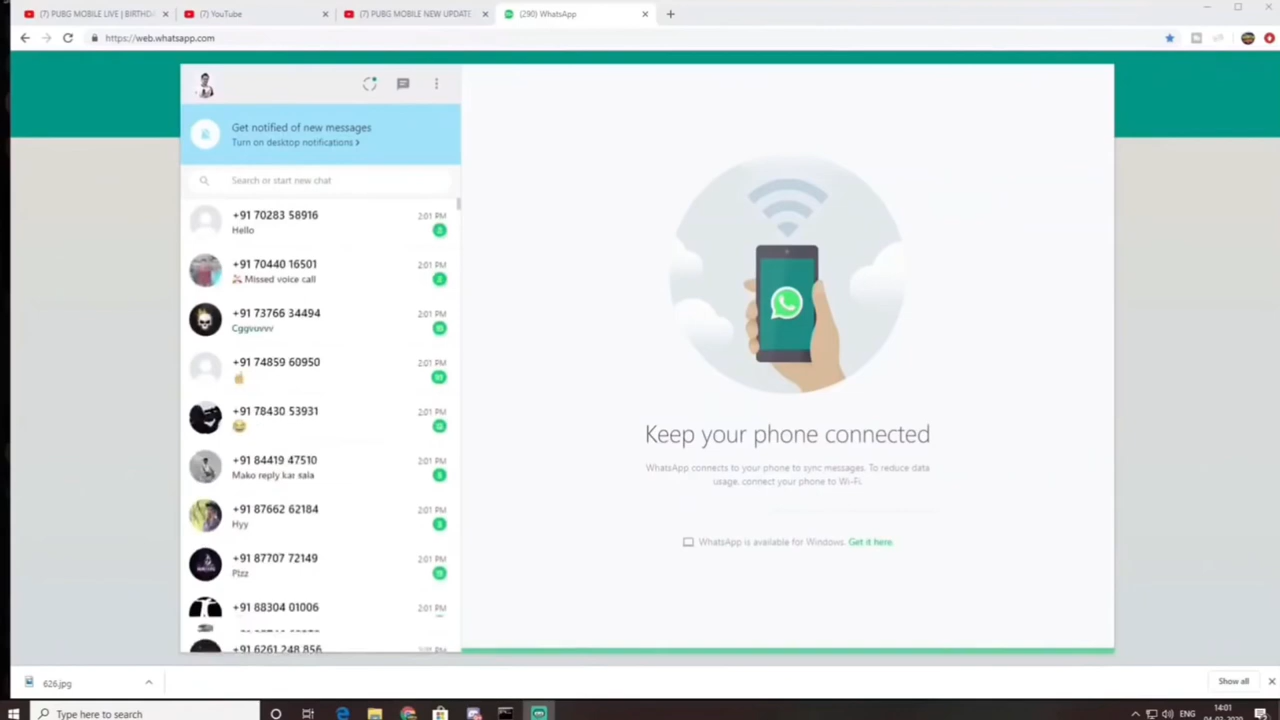 (7) PUBG MOBILE LIVE | BIRTHDA
(7) YouTube
(7) PUBG MOBILE NEW UPDATE
(290) WhatsApp
https://web.whatsapp.com
Get notified of new messages
Turn on desktop notifications >
Search or start new chat
+91 70283 58916 2:01 PM
Hello
+91 70440 16501 2:01 PM
Missed voice call
+91 73766 34494 2:01 PM
Cggvuvvv
+91 74859 60950 2:01 PM
+91 78430 53931 2:01 PM
😂
+91 84419 47510 2:01 PM
Mako reply kar sala
+91 87662 62184 2:01 PM
Hyy
+91 87707 72149 2:01 PM
Plzz
+91 88304 01006 2:01 PM
+91 6261 248 856
Keep your phone connected
WhatsApp connects to your phone to sync messages. To reduce data
usage, connect your phone to Wi-Fi.
WhatsApp is available for Windows. Get it here.
626.jpg
Show all
Type here to search
ENG
14:01
04-03-2020